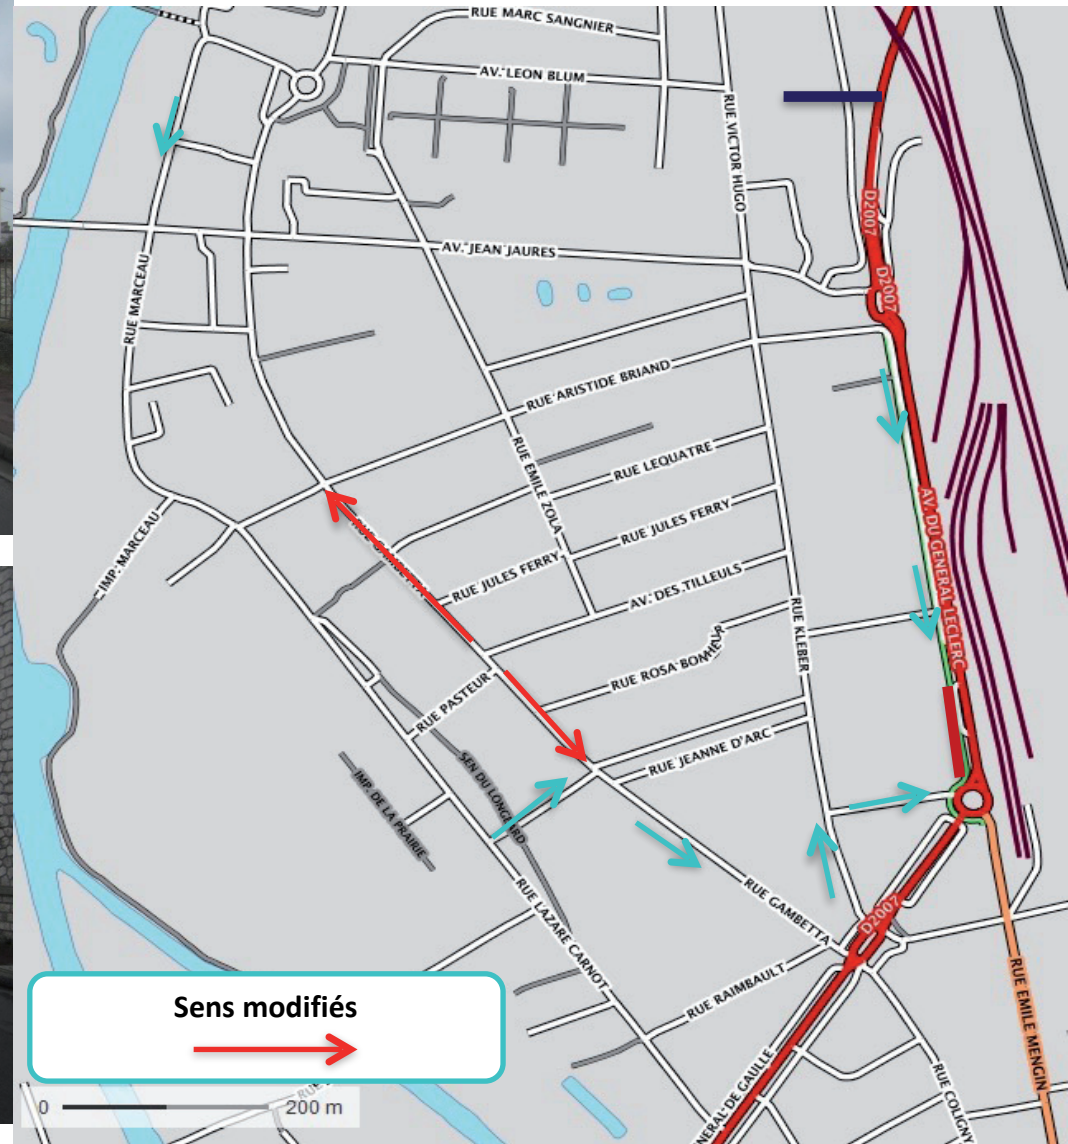 RUE MARC SANGNIER
AV. LEON BLUM
RUE VICTOR HUGO
D2007
AV. JEAN JAURES
D2007
RUE MARCEAU
RUE ARISTIDE BRIAND
RUE EMILE ZOLA
RUE LEQUATRE
RUE JULES FERRY
AV. DU GENERAL LECLERC
IMP. MARCEAU
RUE GAMBETTA
RUE JULES FERRY
AV. DES TILLEULS
RUE KLEBER
RUE ROSA BONHEUR
RUE PASTEUR
RUE JEANNE D'ARC
SEN DU LONGEARD
IMP. DE LA PRAIRIE
RUE GAMBETTA
D2007
RUE LAZARE CARNOT
RUE RAIMBAULT
RUE EMILE MENGIN
Sens modifiés
RUE COLIGNY
GENERAL DE GAULLE
0 200 m